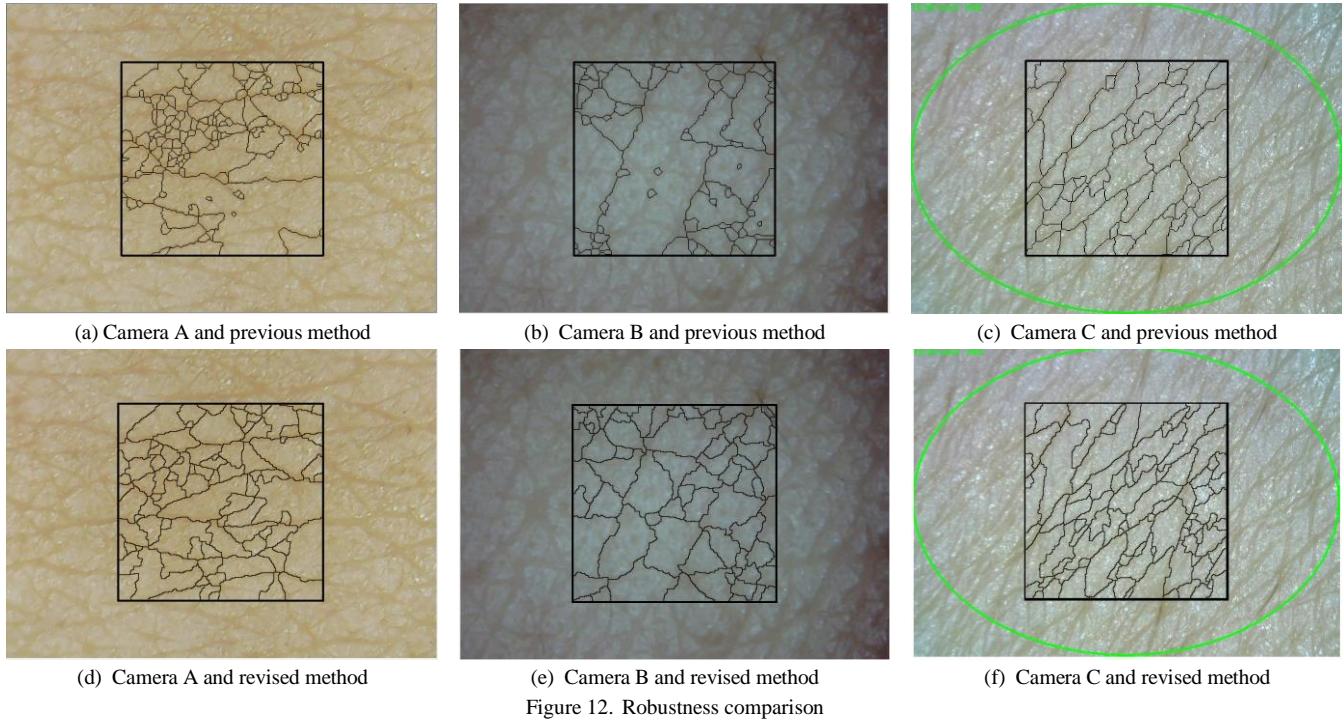 (a) Camera A and previous method
(b) Camera B and previous method
(c) Camera C and previous method
(d) Camera A and revised method
(e) Camera B and revised method
(f) Camera C and revised method
Figure 12. Robustness comparison